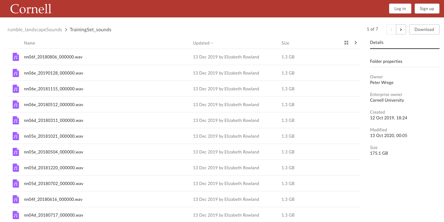 Cornell
Log in
Sign up
rumble_landscapeSounds > TrainingSet_sounds
1 of 7
Download
Name
Updated
Size
Details
nn06f_20180806_000000.wav 13 Dec 2019 by Elizabeth Rowland 1.3 GB
Folder properties
nn06e_20190128_000000.wav 13 Dec 2019 by Elizabeth Rowland 1.3 GB
Owner
Peter Wrege
nn06e_20181115_000000.wav 13 Dec 2019 by Elizabeth Rowland 1.3 GB
Enterprise owner
Cornell University
nn06e_20180512_000000.wav 13 Dec 2019 by Elizabeth Rowland 1.3 GB
Created
12 Oct 2019, 18:24
nn06d_20180311_000000.wav 13 Dec 2019 by Elizabeth Rowland 1.3 GB
Modified
13 Oct 2020, 00:05
nn05e_20181021_000000.wav 13 Dec 2019 by Elizabeth Rowland 1.3 GB
Size
175.1 GB
nn05e_20180504_000000.wav 13 Dec 2019 by Elizabeth Rowland 1.3 GB
nn05d_20181220_000000.wav 13 Dec 2019 by Elizabeth Rowland 1.3 GB
nn05d_20180702_000000.wav 13 Dec 2019 by Elizabeth Rowland 1.3 GB
nn04f_20180616_000000.wav 13 Dec 2019 by Elizabeth Rowland 1.3 GB
nn04d_20180717_000000.wav 13 Dec 2019 by Elizabeth Rowland 1.3 GB